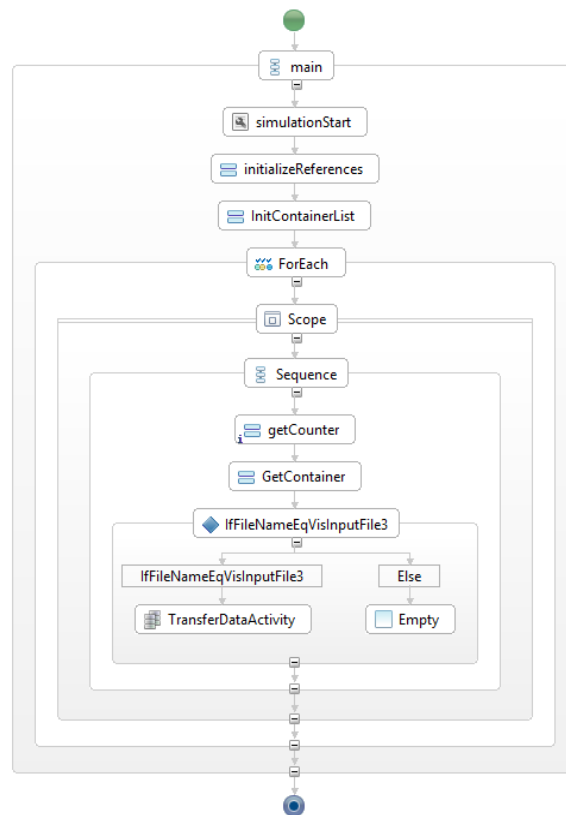 main
simulationStart
initializeReferences
InitContainerList
ForEach
Scope
Sequence
i getCounter
GetContainer
IfFileNameEqVisInputFile3
IfFileNameEqVisInputFile3 Else
TransferDataActivity Empty